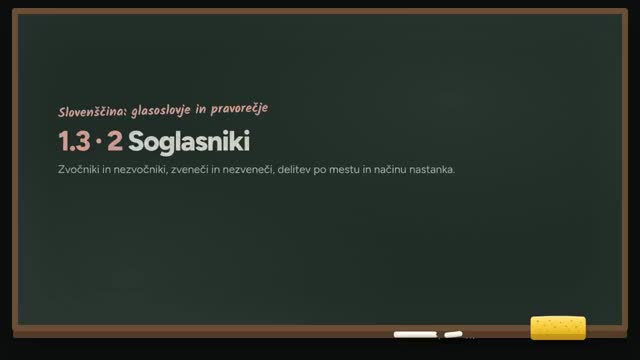 Slovenščina: glasoslovje in pravorečje
1.3 · 2 Soglasniki
Zvočniki in nezvočniki, zveneči in nezveneči, delitev po mestu in načinu nastanka.